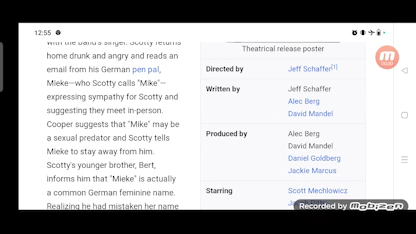 12:55
with the band's singer. Scotty returns
home drunk and angry and reads an
email from his German pen pal,
Mieke—who Scotty calls "Mike"—
expressing sympathy for Scotty and
suggesting they meet in-person.
Cooper suggests that "Mike" may be
a sexual predator and Scotty tells
Mieke to stay away from him.
Scotty's younger brother, Bert,
informs him that "Mieke" is actually
a common German feminine name.
Realizing he had mistaken her name
Theatrical release poster
Directed by Jeff Schaffer[1]
Written by Jeff Schaffer
Alec Berg
David Mandel
Produced by Alec Berg
David Mandel
Daniel Goldberg
Jackie Marcus
Starring Scott Mechlowicz
Recorded by mobizen